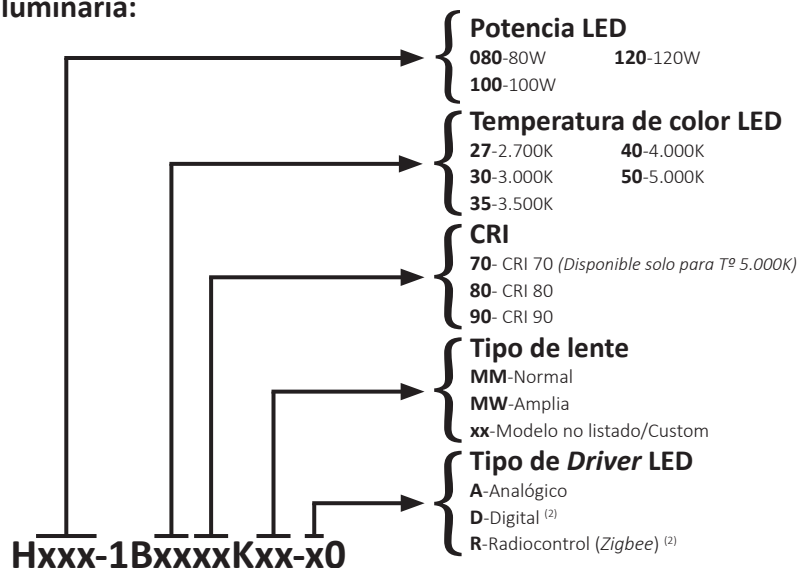 luminaria:
Potencia LED
080-80W 120-120W
100-100W
Temperatura de color LED
27-2.700K 40-4.000K
30-3.000K 50-5.000K
35-3.500K
CRI
70- CRI 70 (Disponible solo para Tª 5.000K)
80- CRI 80
90- CRI 90
Tipo de lente
MM-Normal
MW-Amplia
xx-Modelo no listado/Custom
Tipo de Driver LED
A-Analógico
D-Digital (2)
R-Radiocontrol (Zigbee) (2)
Hxxx-1BxxxxKxx-x0